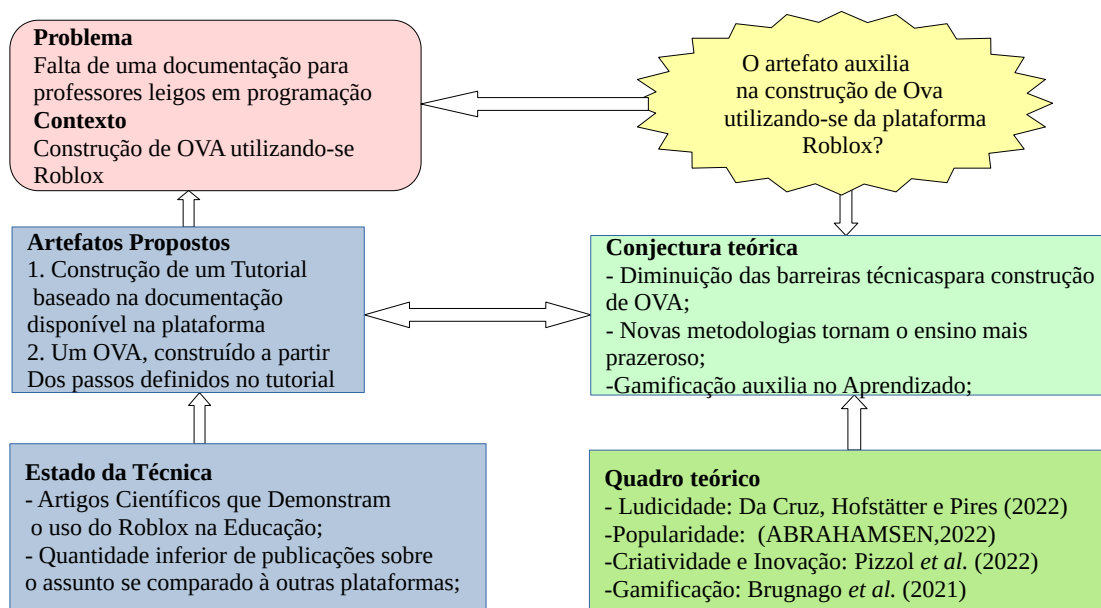 Problema
Falta de uma documentação para
professores leigos em programação
Contexto
Construção de OVA utilizando-se
Roblox
O artefato auxilia
na construção de Ova
utilizando-se da plataforma
Roblox?
Artefatos Propostos
1. Construção de um Tutorial
baseado na documentação
disponível na plataforma
2. Um OVA, construído a partir
Dos passos definidos no tutorial
Conjectura teórica
- Diminuição das barreiras técnicaspara construção
de OVA;
- Novas metodologias tornam o ensino mais
prazeroso;
-Gamificação auxilia no Aprendizado;
Estado da Técnica
- Artigos Científicos que Demonstram
o uso do Roblox na Educação;
- Quantidade inferior de publicações sobre
o assunto se comparado à outras plataformas;
Quadro teórico
- Ludicidade: Da Cruz, Hofstätter e Pires (2022)
-Popularidade: (ABRAHAMSEN,2022)
-Criatividade e Inovação: Pizzol et al. (2022)
-Gamificação: Brugnago et al. (2021)